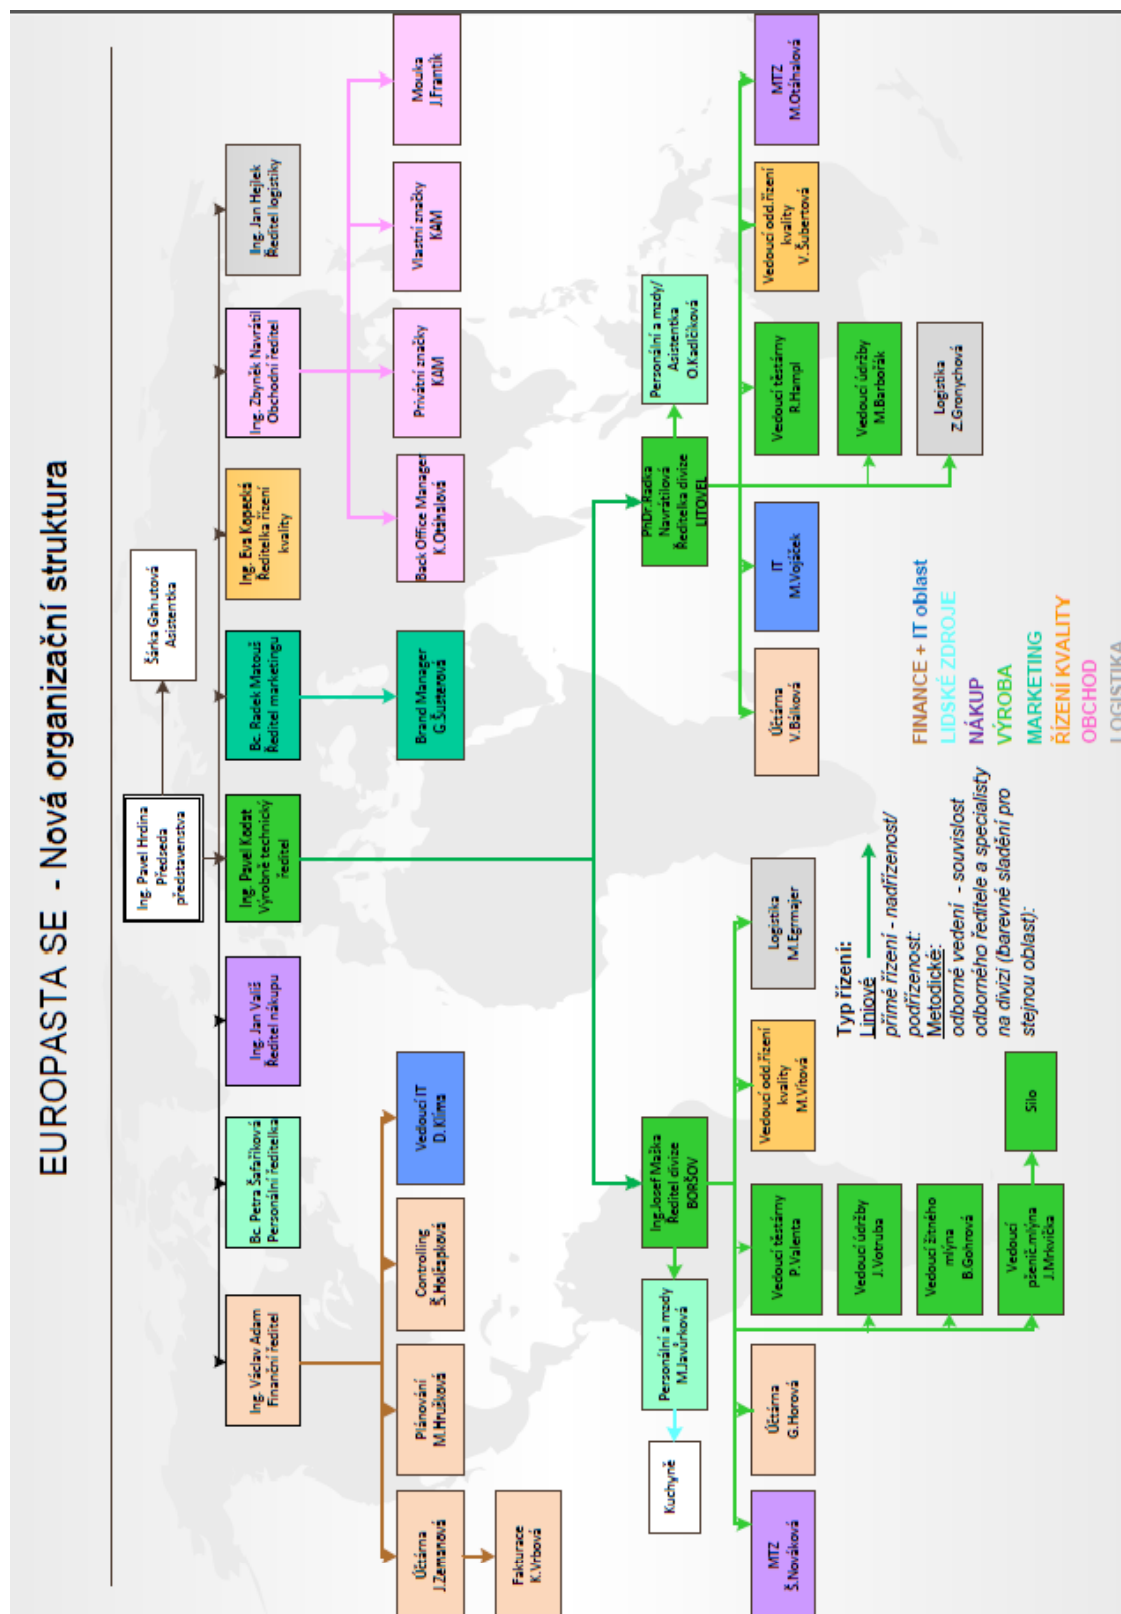 EUROPASTA SE - Nová organizační struktura
Ing. Pavel Hrdina
Předseda
představenstva
Šárka Gahutová
Asistentka
Ing. Václav Adam
Finanční ředitel
Bc. Petra Šafaříková
Personální ředitelka
Ing. Jan Vališ
Ředitel nákupu
Ing. Pavel Kodat
Výrobně technický
ředitel
Bc. Radek Matouš
Ředitel marketingu
Ing. Eva Kopecká
Ředitelka řízení
kvality
Ing. Zbyněk Navrátil
Obchodní ředitel
Ing. Jan Hejlek
Ředitel logistiky
Účtárna
J.Zemanová
Plánování
M.Hrušková
Controlling
Š.Holčapková
Vedoucí IT
D. Klíma
Brand Manager
G.Šusterová
Back Office Manager
K.Otáhalová
Privátní značky
KAM
Vlastní značky
KAM
Mouka
J.Frantík
Fakturace
K.Vrbová
Kuchyně
Personální a mzdy
M.Javůrková
Ing.Josef Maška
Ředitel divize
BORŠOV
PhDr.Radka
Navrátilová
Ředitelka divize
LITOVEL
Personální a mzdy/
Asistentka
O.Kadlčíková
MTZ
Š.Nováková
Účtárna
G.Horová
Vedoucí těstárny
P.Valenta
Vedoucí odd.řízení
kvality
M.Vítová
Logistika
M.Egrmajer
Účtárna
V.Bálková
IT
M.Vojáček
Vedoucí těstárny
R.Hampl
Vedoucí odd.řízení
kvality
V.Šubertová
MTZ
M.Otáhalová
Vedoucí údržby
J.Votruba
Vedoucí žitného
mlýna
B.Gohrová
Vedoucí
pšenič.mlýna
J.Mrkvička
Silo
Vedoucí údržby
M.Barbořák
Logistika
Z.Gronychová
Typ řízení:
Liniové
přímé řízení - nadřízenost/
podřízenost:
Metodické:
odborné vedení - souvislost
odborného ředitele a specialisty
na divizi (barevné sladění pro
stejnou oblast):
FINANCE + IT oblast
LIDSKÉ ZDROJE
NÁKUP
VÝROBA
MARKETING
ŘÍZENÍ KVALITY
OBCHOD
LOGISTIKA